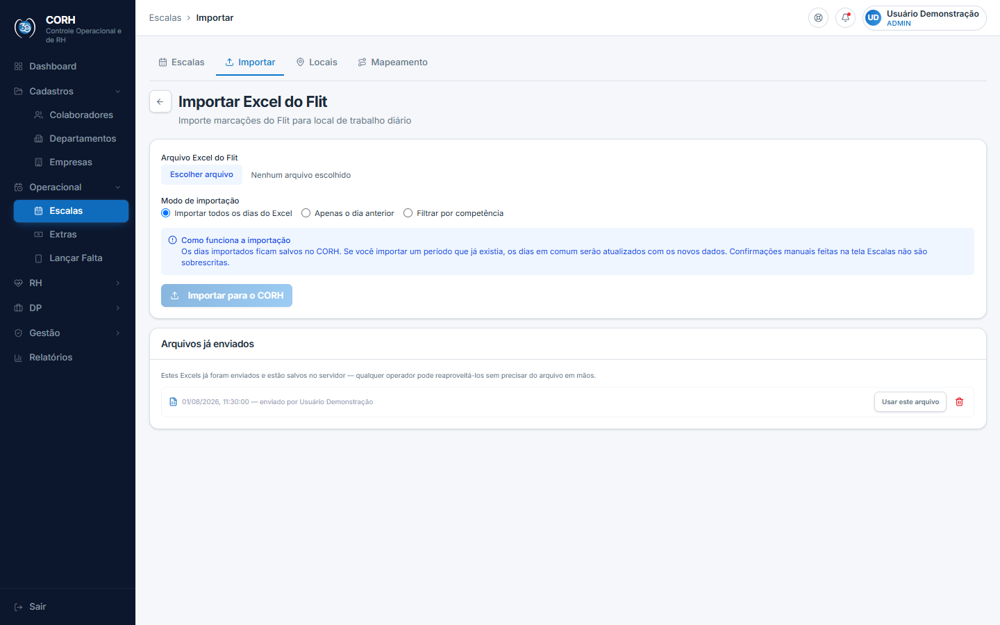 CORH
Controle Operacional e
de RH
Dashboard
Cadastros
Colaboradores
Departamentos
Empresas
Operacional
Escalas
Extras
Lançar Falta
RH
DP
Gestão
Relatórios
Sair
Escalas › Importar
UD
Usuário Demonstração
ADMIN
Escalas
Importar
Locais
Mapeamento
Importar Excel do Flit
Importe marcações do Flit para local de trabalho diário
Arquivo Excel do Flit
Escolher arquivo
Nenhum arquivo escolhido
Modo de importação
Importar todos os dias do Excel
Apenas o dia anterior
Filtrar por competência
Como funciona a importação
Os dias importados ficam salvos no CORH. Se você importar um período que já existia, os dias em comum serão atualizados com os novos dados. Confirmações manuais feitas na tela Escalas não são
sobrescritas.
Importar para o CORH
Arquivos já enviados
Estes Excels já foram enviados e estão salvos no servidor — qualquer operador pode reaproveitá-los sem precisar do arquivo em mãos.
01/08/2026, 11:30:00 — enviado por Usuário Demonstração
Usar este arquivo